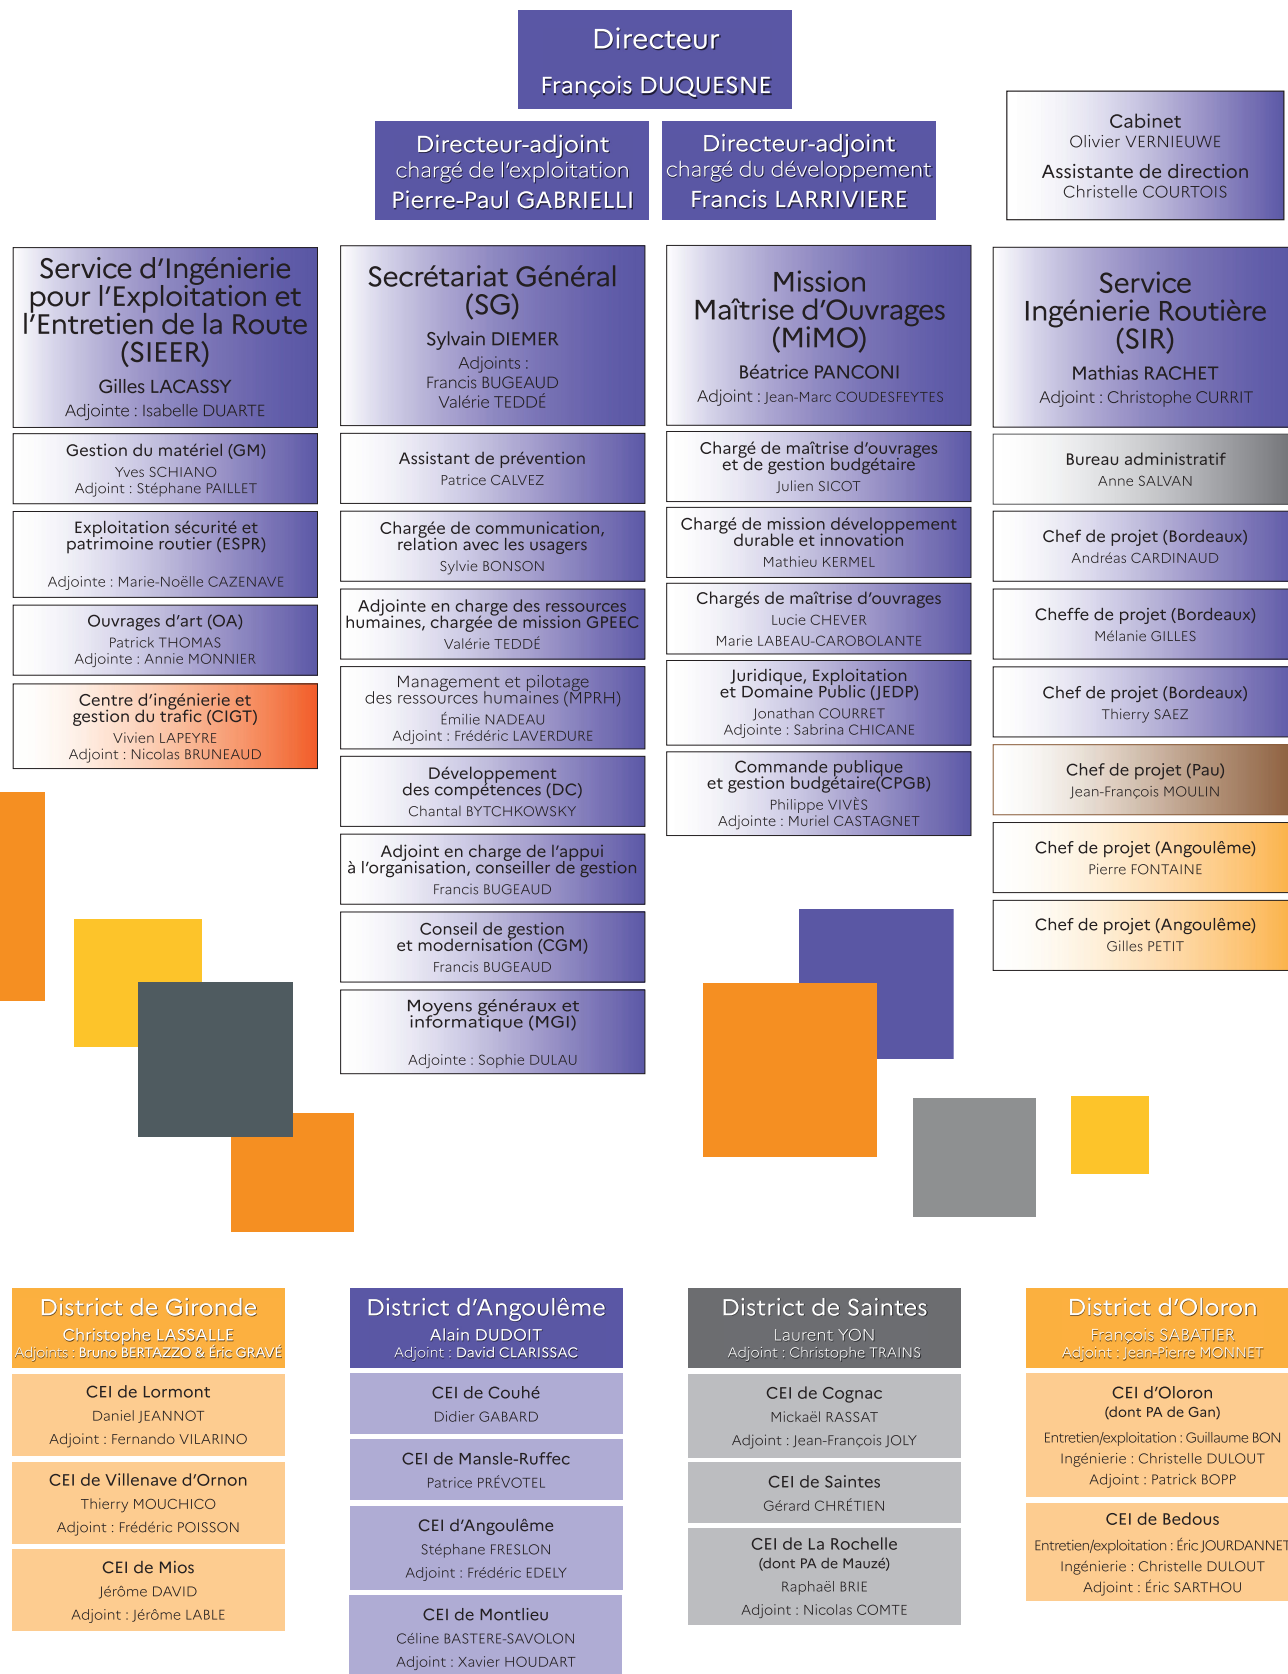 Directeur
François DUQUESNE
Directeur-adjoint
chargé de l'exploitation
Pierre-Paul GABRIELLI
Directeur-adjoint
chargé du développement
Francis LARRIVIERE
Cabinet
Olivier VERNIEUWE
Assistante de direction
Christelle COURTOIS
Service d'Ingénierie
pour l'Exploitation et
l'Entretien de la Route
(SIEER)
Gilles LACASSY
Adjointe : Isabelle DUARTE
Gestion du matériel (GM)
Yves SCHIANO
Adjoint : Stéphane PAILLET
Exploitation sécurité et
patrimoine routier (ESPR)
Adjointe : Marie-Noëlle CAZENAVE
Ouvrages d'art (OA)
Patrick THOMAS
Adjointe : Annie MONNIER
Centre d'ingénierie et
gestion du trafic (CIGT)
Vivien LAPEYRE
Adjoint : Nicolas BRUNEAUD
Secrétariat Général
(SG)
Sylvain DIEMER
Adjoints :
Francis BUGEAUD
Valérie TEDDÉ
Assistant de prévention
Patrice CALVEZ
Chargée de communication,
relation avec les usagers
Sylvie BONSON
Adjointe en charge des ressources
humaines, chargée de mission GPEEC
Valérie TEDDÉ
Management et pilotage
des ressources humaines (MPRH)
Émilie NADEAU
Adjoint : Frédéric LAVERDURE
Développement
des compétences (DC)
Chantal BYTCHKOWSKY
Adjoint en charge de l'appui
à l'organisation, conseiller de gestion
Francis BUGEAUD
Conseil de gestion
et modernisation (CGM)
Francis BUGEAUD
Moyens généraux et
informatique (MGI)
Adjointe : Sophie DULAU
Mission
Maîtrise d'Ouvrages
(MiMO)
Béatrice PANCONI
Adjoint : Jean-Marc COUDESFEYTES
Chargé de maîtrise d'ouvrages
et de gestion budgétaire
Julien SICOT
Chargé de mission développement
durable et innovation
Mathieu KERMEL
Chargés de maîtrise d'ouvrages
Lucie CHEVER
Marie LABEAU-CAROBOLANTE
Juridique, Exploitation
et Domaine Public (JEDP)
Jonathan COURRET
Adjointe : Sabrina CHICANE
Commande publique
et gestion budgétaire(CPGB)
Philippe VIVÈS
Adjointe : Muriel CASTAGNET
Service
Ingénierie Routière
(SIR)
Mathias RACHET
Adjoint : Christophe CURRIT
Bureau administratif
Anne SALVAN
Chef de projet (Bordeaux)
Andréas CARDINAUD
Cheffe de projet (Bordeaux)
Mélanie GILLES
Chef de projet (Bordeaux)
Thierry SAEZ
Chef de projet (Pau)
Jean-François MOULIN
Chef de projet (Angoulême)
Pierre FONTAINE
Chef de projet (Angoulême)
Gilles PETIT
District de Gironde
Christophe LASSALLE
Adjoints : Bruno BERTAZZO & Éric GRAVÉ
CEI de Lormont
Daniel JEANNOT
Adjoint : Fernando VILARINO
CEI de Villenave d'Ornon
Thierry MOUCHICO
Adjoint : Frédéric POISSON
CEI de Mios
Jérôme DAVID
Adjoint : Jérôme LABLE
District d'Angoulême
Alain DUDOIT
Adjoint : David CLARISSAC
CEI de Couhé
Didier GABARD
CEI de Mansle-Ruffec
Patrice PRÉVOTEL
CEI d'Angoulême
Stéphane FRESLON
Adjoint : Frédéric EDELY
CEI de Montlieu
Céline BASTERE-SAVOLON
Adjoint : Xavier HOUDART
District de Saintes
Laurent YON
Adjoint : Christophe TRAINS
CEI de Cognac
Mickaël RASSAT
Adjoint : Jean-François JOLY
CEI de Saintes
Gérard CHRÉTIEN
CEI de La Rochelle
(dont PA de Mauzé)
Raphaël BRIE
Adjoint : Nicolas COMTE
District d'Oloron
François SABATIER
Adjoint : Jean-Pierre MONNET
CEI d'Oloron
(dont PA de Gan)
Entretien/exploitation : Guillaume BON
Ingénierie : Christelle DULOUT
Adjoint : Patrick BOPP
CEI de Bedous
Entretien/exploitation : Éric JOURDANNET
Ingénierie : Christelle DULOUT
Adjoint : Éric SARTHOU